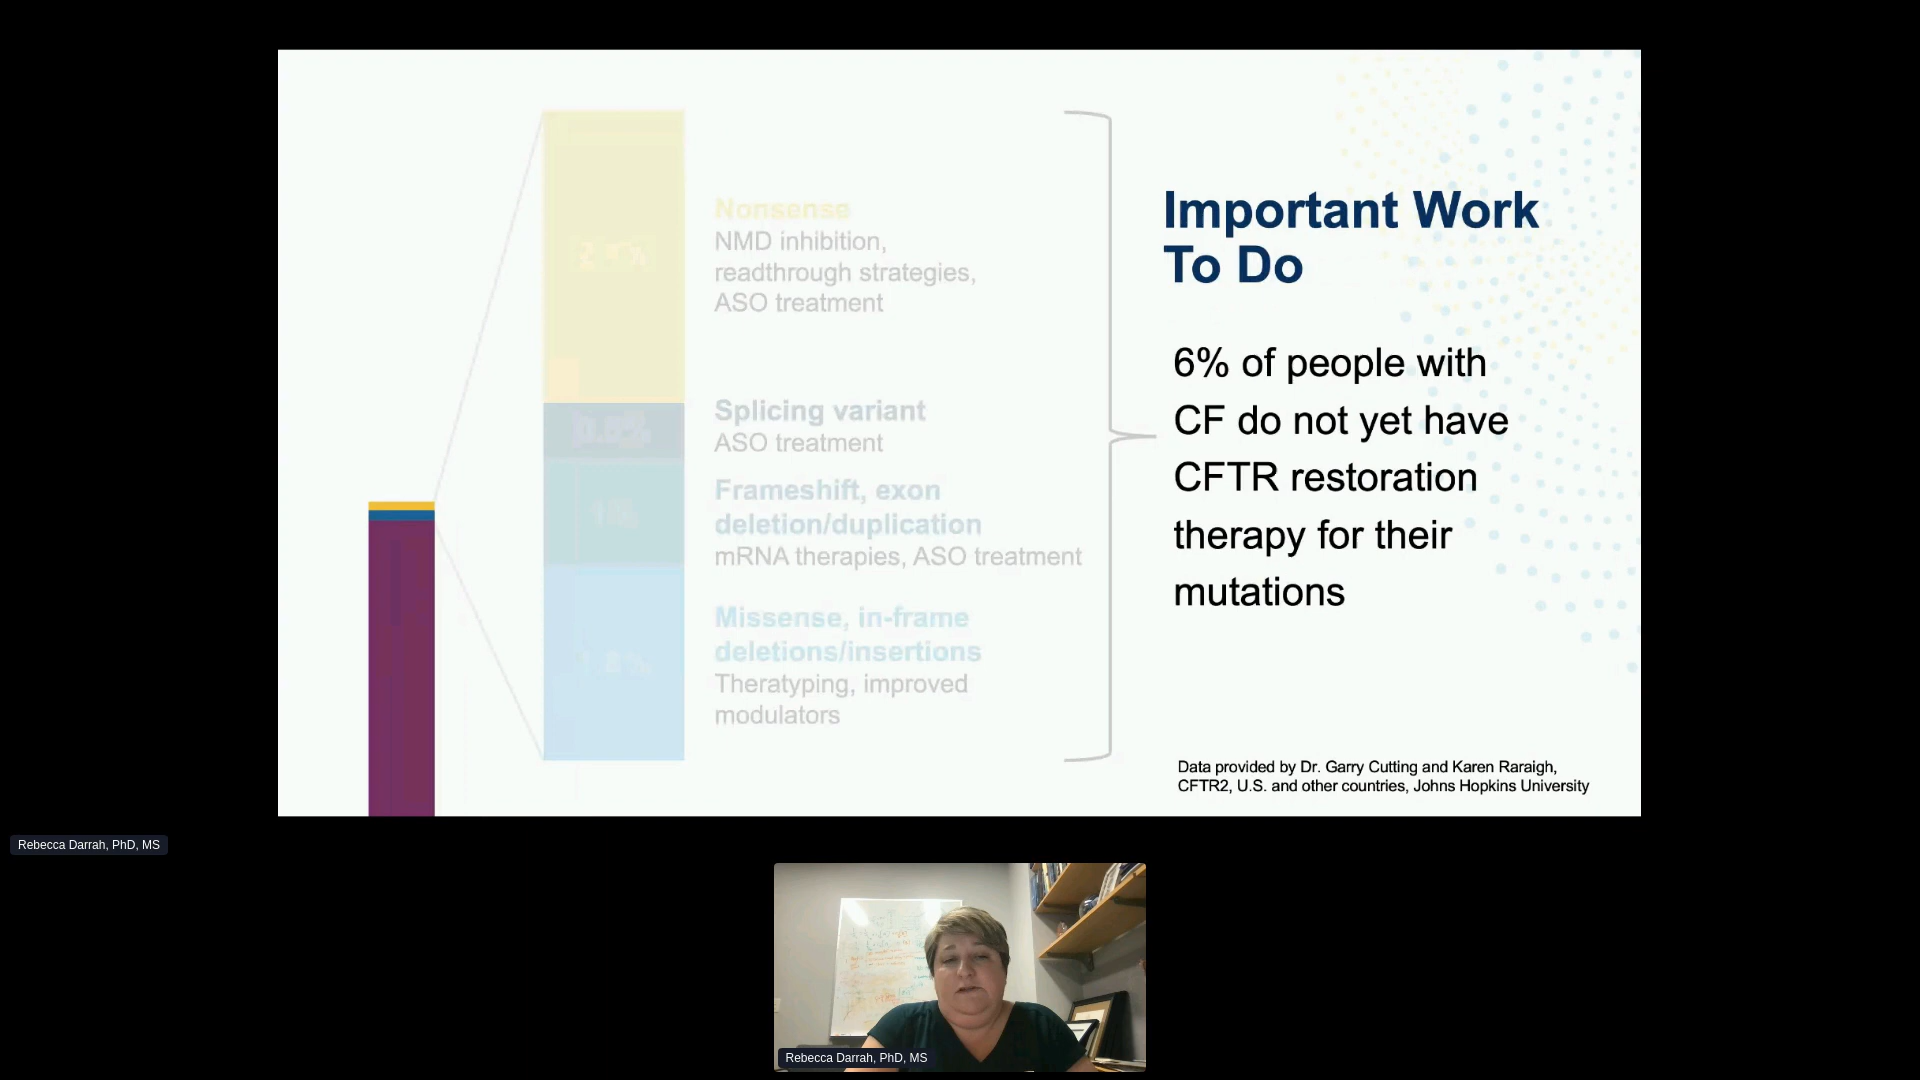 Nonsense
NMD inhibition,
readthrough strategies,
ASO treatment
0.5%
Splicing variant
ASO treatment
1%
Frameshift, exon
deletion/duplication
mRNA therapies, ASO treatment
Missense, in-frame
deletions/insertions
Theratyping, improved
modulators
Important Work
To Do
6% of people with
CF do not yet have
CFTR restoration
therapy for their
mutations
Data provided by Dr. Garry Cutting and Karen Raraigh,
CFTR2, U.S. and other countries, Johns Hopkins University
Rebecca Darrah, PhD, MS
Rebecca Darrah, PhD, MS